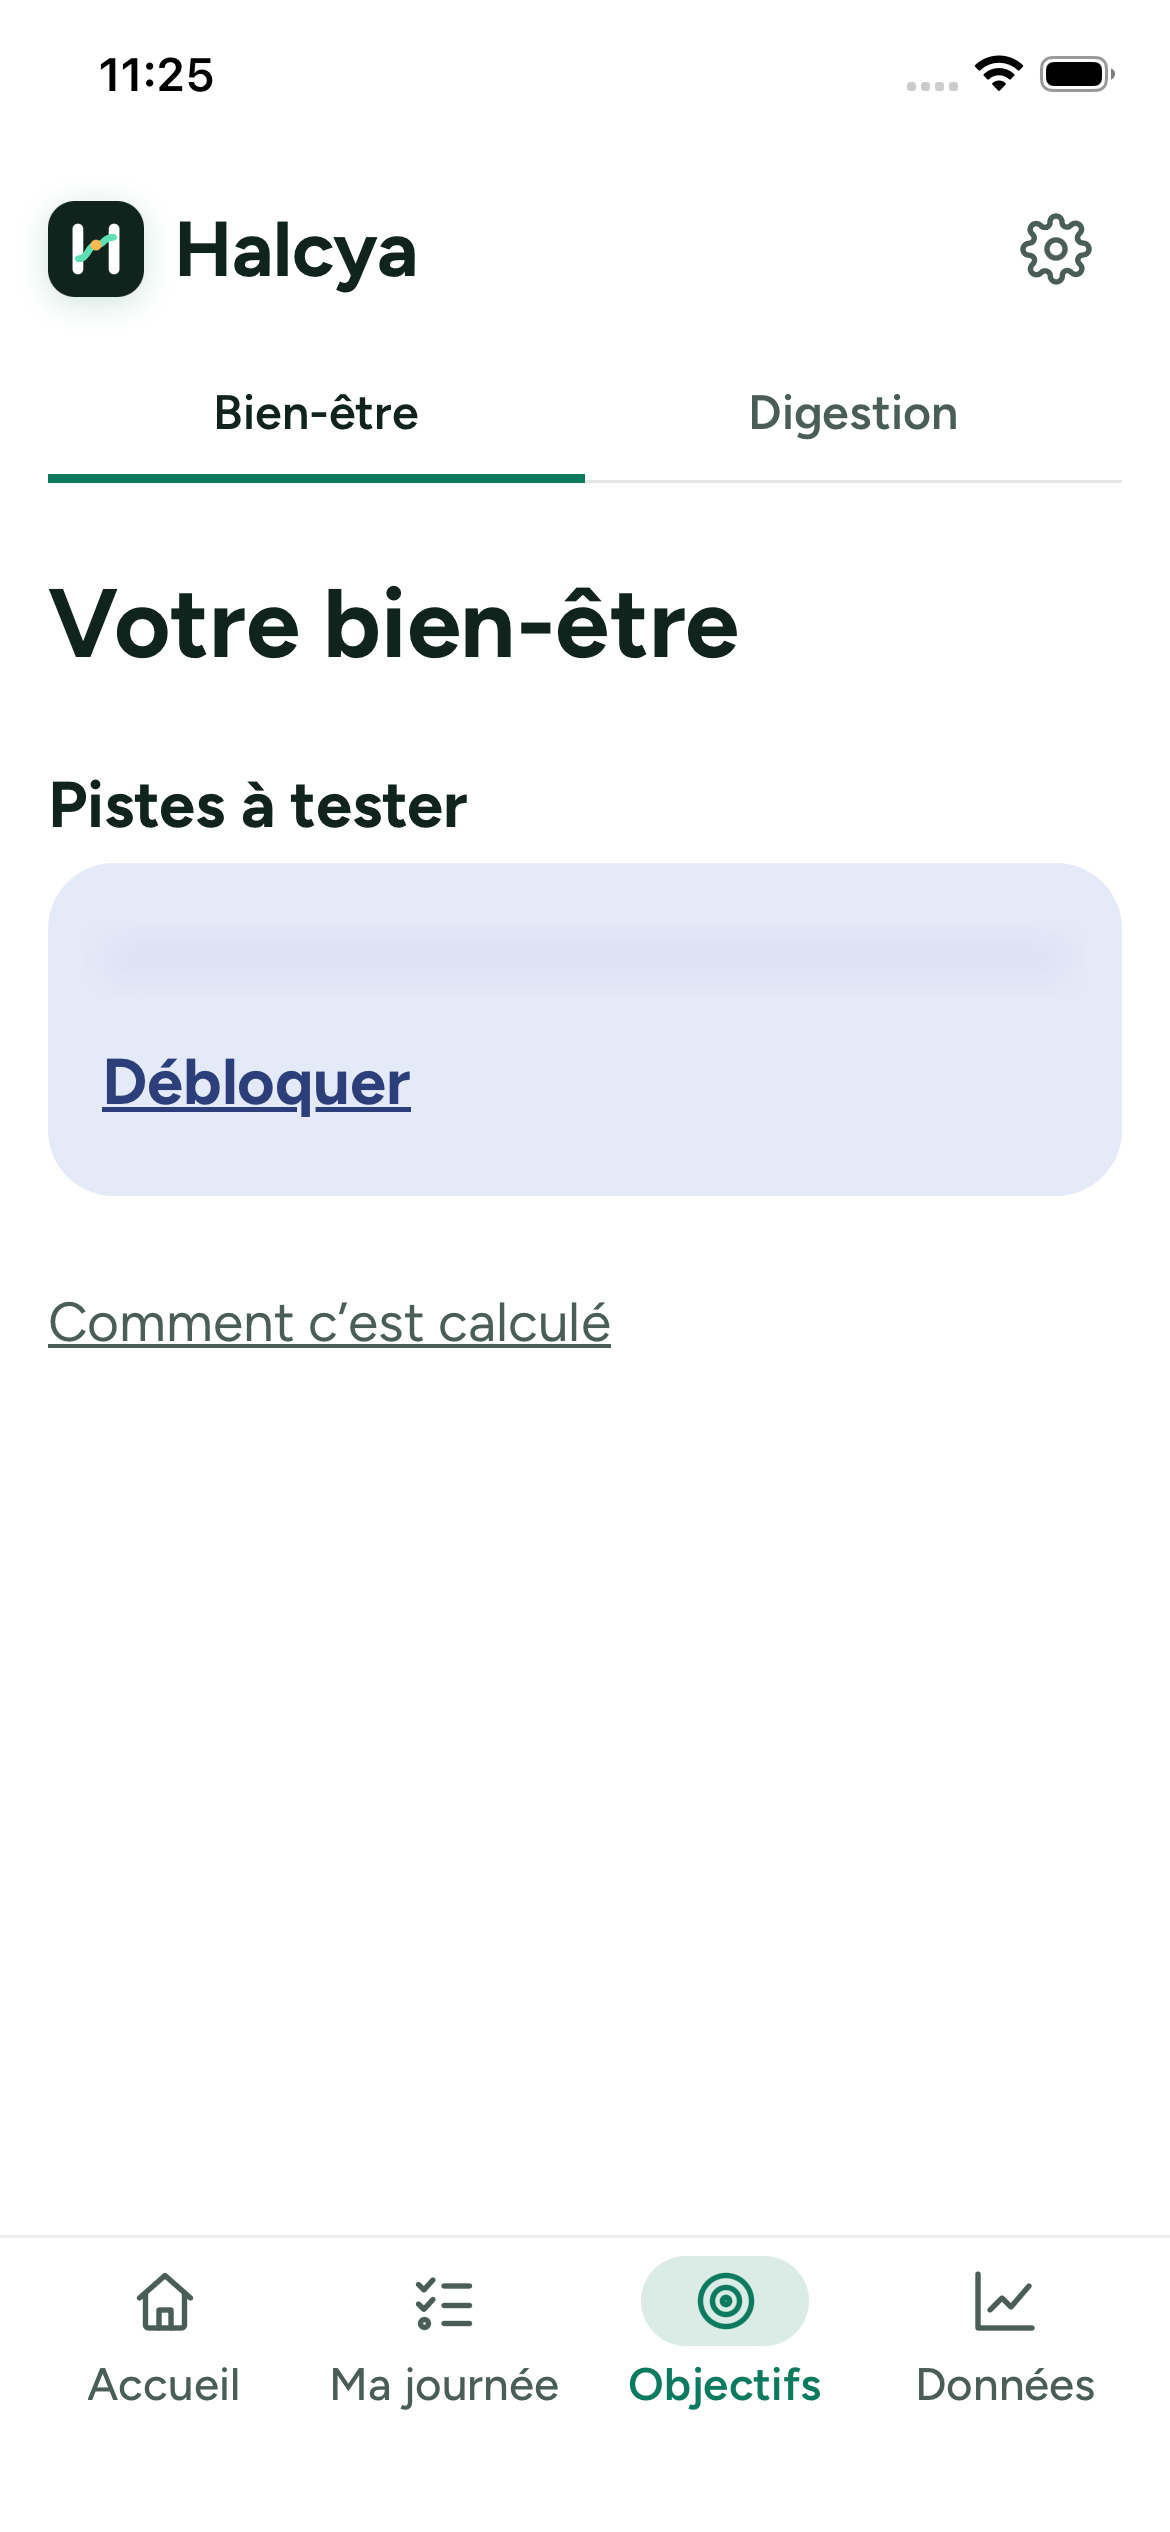 11:25
Halcya
Bien-être
Digestion
Votre bien-être
Pistes à tester
Débloquer
Comment c’est calculé
Accueil
Ma journée
Objectifs
Données